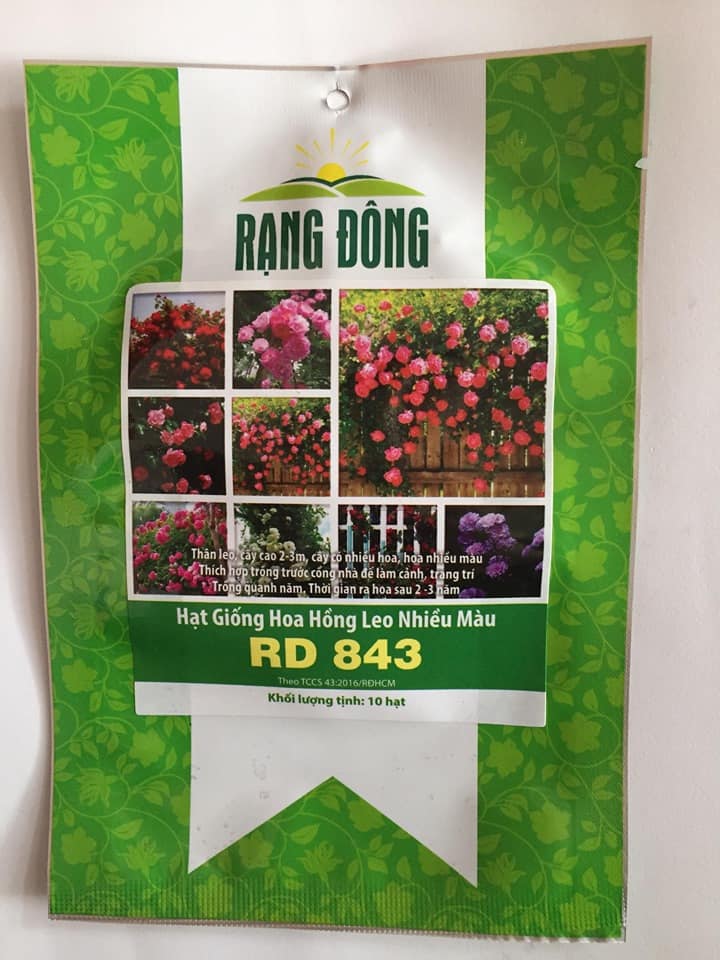 RẠNG ĐÔNG
Thân leo, cây cao 2-3m, cây có nhiều hoa, hoa nhiều màu
Thích hợp trồng trước cổng nhà để làm cảnh, trang trí
Trồng quanh năm. Thời gian ra hoa sau 2 -3 năm
Hạt Giống Hoa Hồng Leo Nhiều Màu
RD 843
Theo TCCS 43:2016/RĐHCM
Khối lượng tịnh: 10 hạt